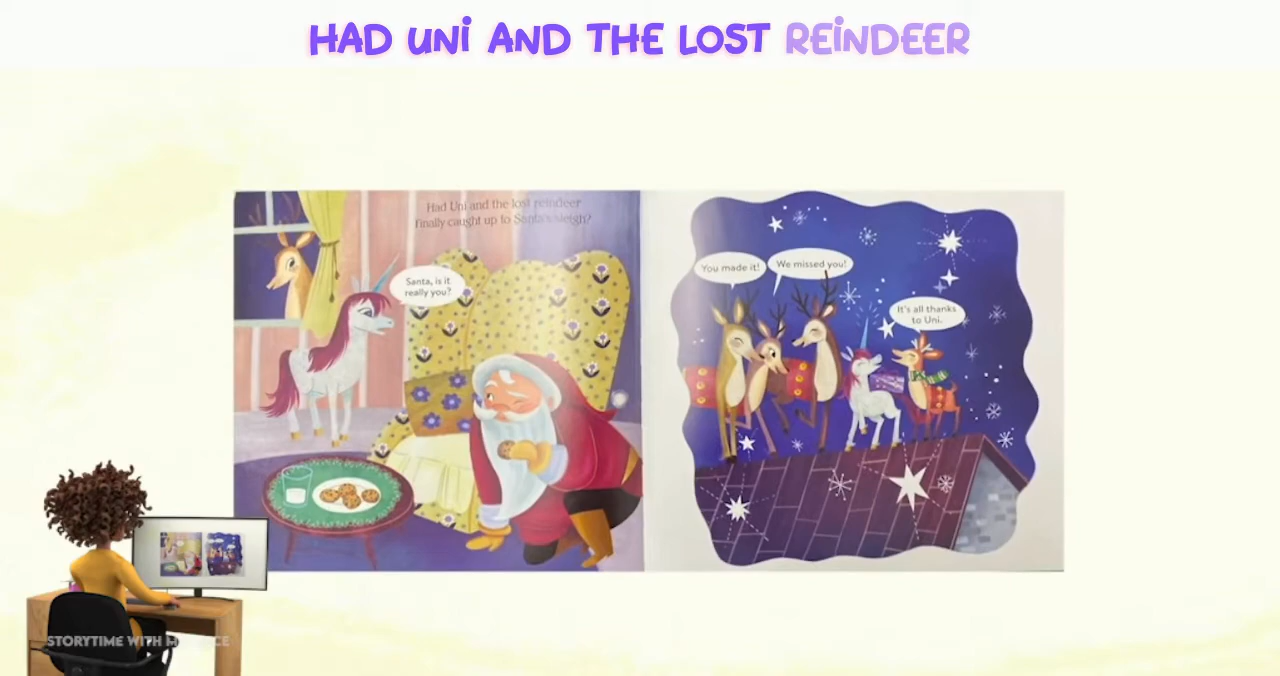 HAD UNI AND THE LOST REINDEER
Had Uni and the lost reindeer
finally caught up to Santa's sleigh?
Santa, is it
really you?
You made it!
We missed you!
It's all thanks
to Uni.
STORYTIME WITH